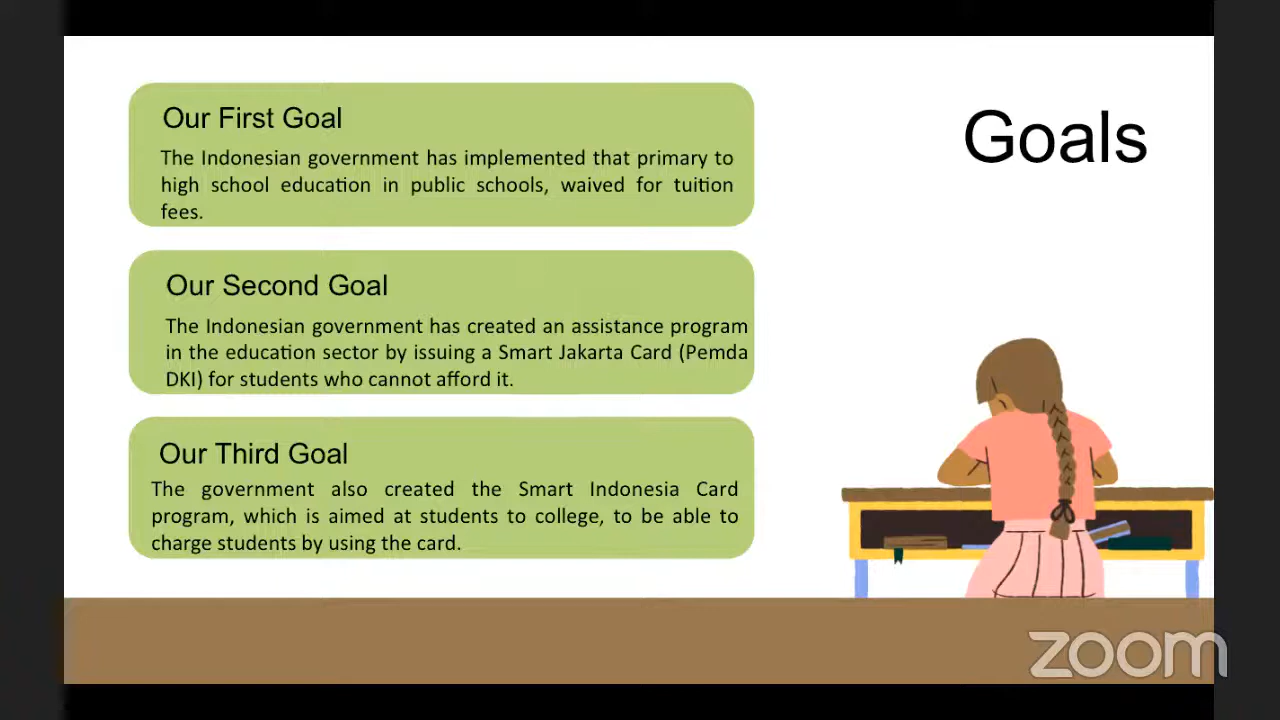 Goals
Our First Goal
The Indonesian government has implemented that primary to
high school education in public schools, waived for tuition
fees.
Our Second Goal
The Indonesian government has created an assistance program
in the education sector by issuing a Smart Jakarta Card (Pemda
DKI) for students who cannot afford it.
Our Third Goal
The government also created the Smart Indonesia Card
program, which is aimed at students to college, to be able to
charge students by using the card.
zoom